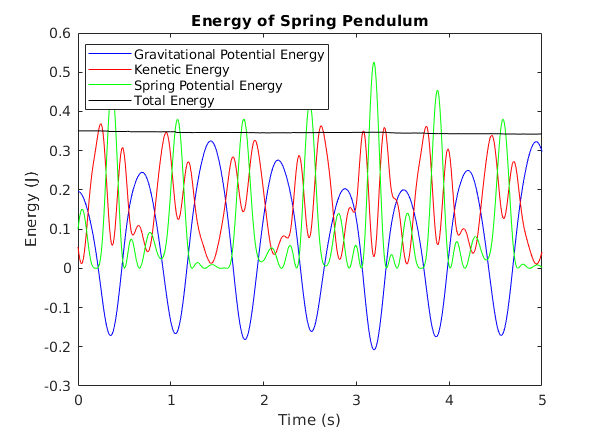 Energy of Spring Pendulum
0.6
0.5
0.4
0.3
0.2
0.1
0
-0.1
-0.2
-0.3
Energy (J)
Gravitational Potential Energy
Kenetic Energy
Spring Potential Energy
Total Energy
0 1 2 3 4 5
Time (s)